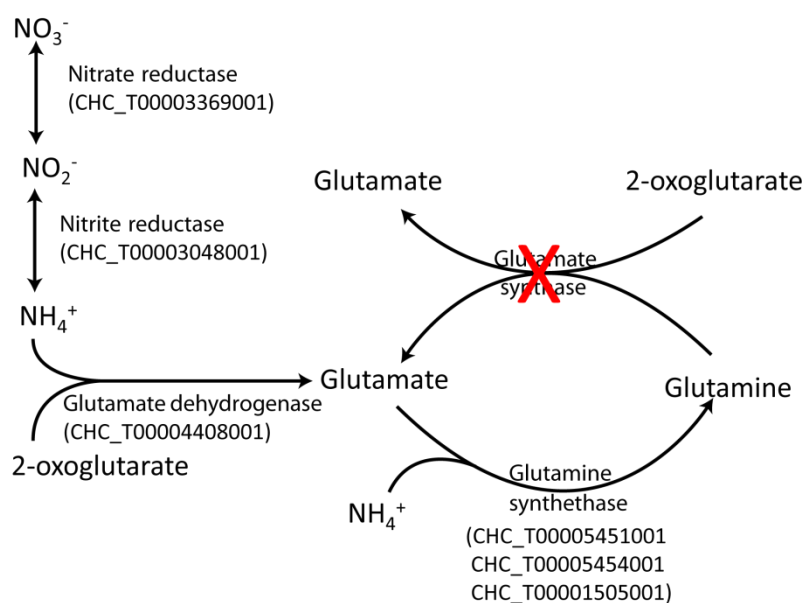 NO₃⁻
Nitrate reductase
(CHC_T00003369001)
NO₂⁻
Nitrite reductase
(CHC_T00003048001)
NH₄⁺
Glutamate dehydrogenase
(CHC_T00004408001)
2-oxoglutarate
Glutamate
2-oxoglutarate
Glutamate
synthase
Glutamate
Glutamine
NH₄⁺
Glutamine
synthethase
(CHC_T00005451001
CHC_T00005454001
CHC_T00001505001)